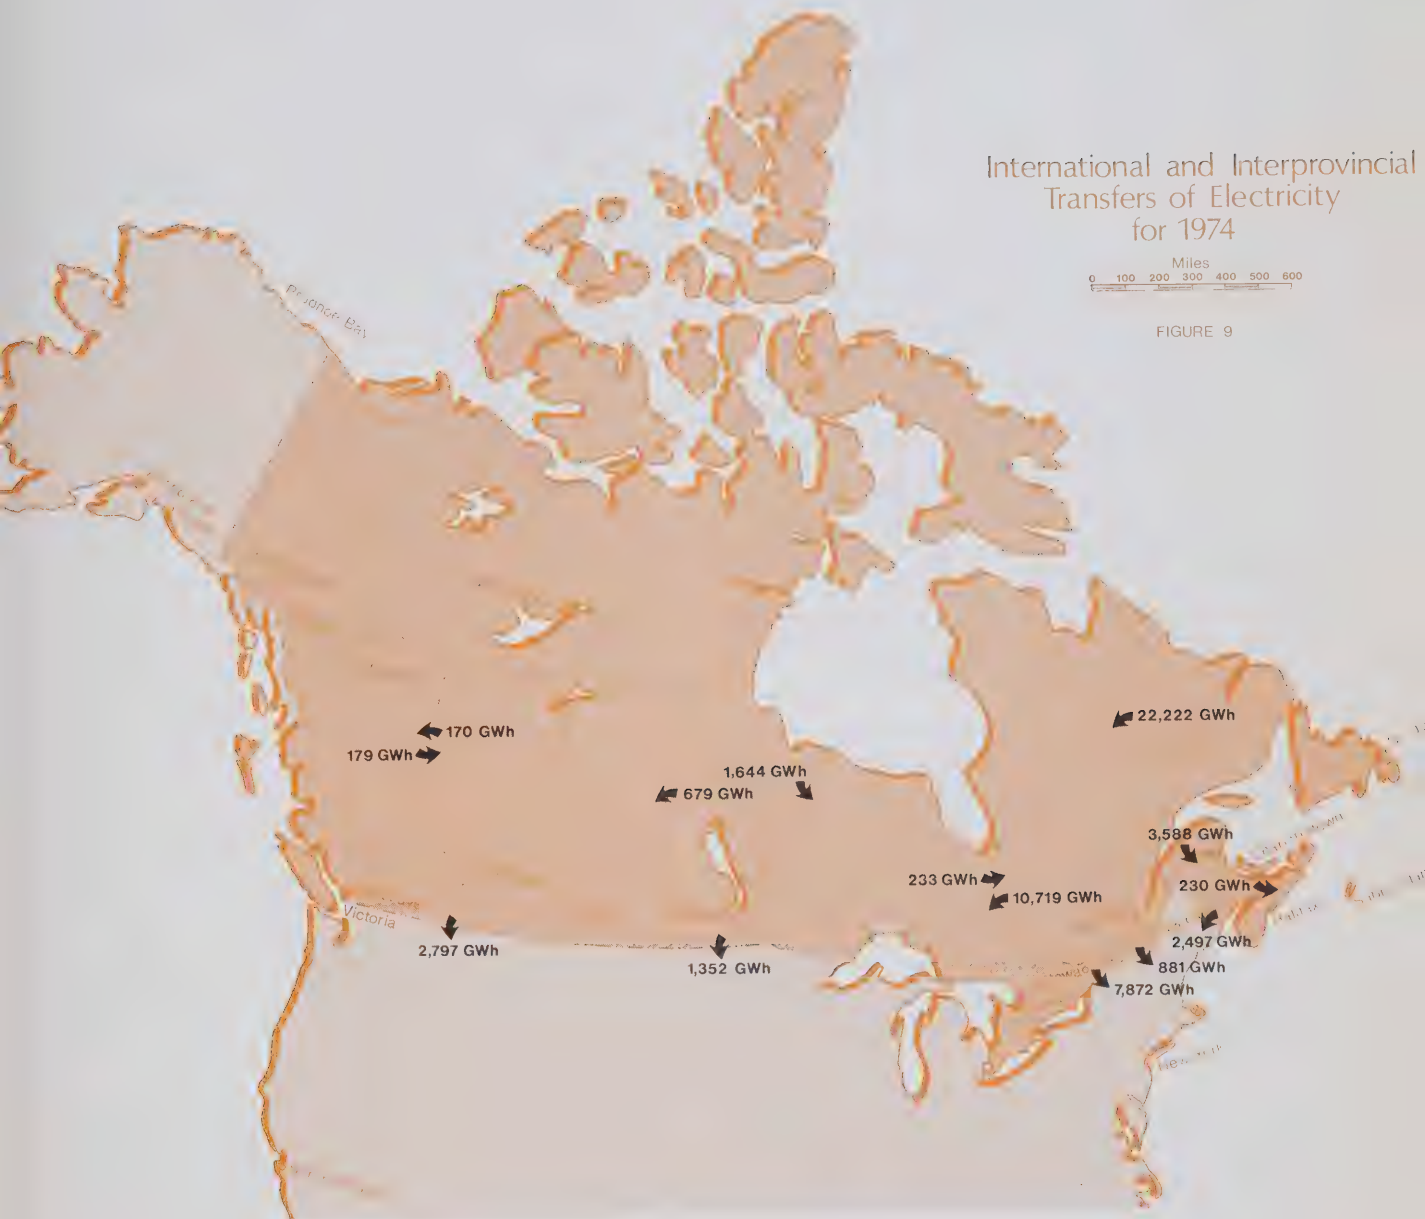 International and Interprovincial
Transfers of Electricity
for 1974
Miles
0 100 200 300 400 500 600
FIGURE 9
Bay
22,222 GWh
170 GWh
179 GWh
1,644 GWh
679 GWh
3,588 GWh
233 GWh
230 GWh
10,719 GWh
Victoria
2,497 GWh
2,797 GWh
1,352 GWh
881 GWh
7,872 GWh